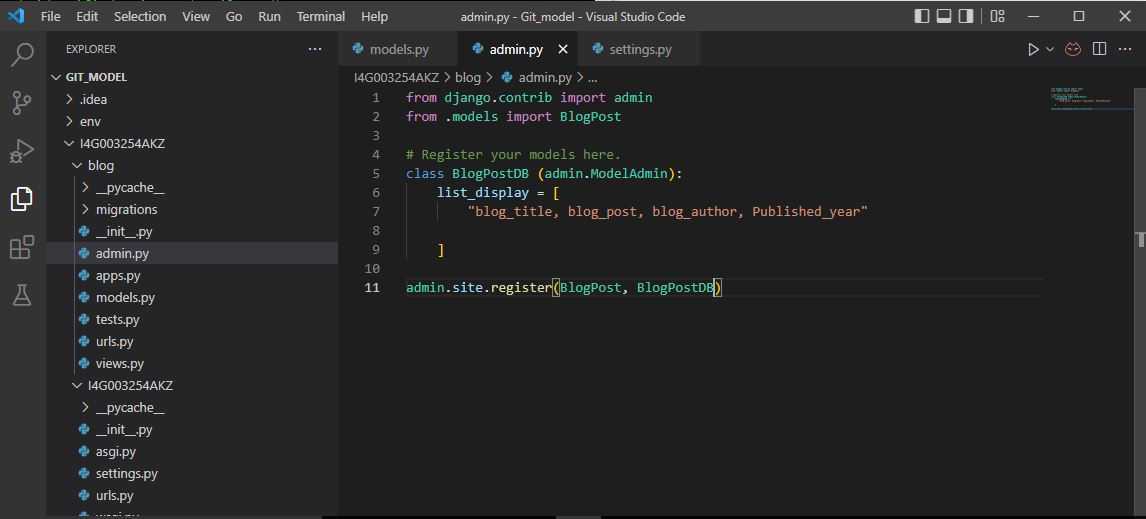 File Edit Selection View Go Run Terminal Help admin.py - Git_model - Visual Studio Code
EXPLORER
GIT_MODEL
.idea
env
I4G003254AKZ
blog
__pycache__
migrations
__init__.py
admin.py
apps.py
models.py
tests.py
urls.py
views.py
I4G003254AKZ
__pycache__
__init__.py
asgi.py
settings.py
urls.py
models.py admin.py settings.py
I4G003254AKZ > blog > admin.py > ...
1 from django.contrib import admin
2 from .models import BlogPost
3
4 # Register your models here.
5 class BlogPostDB (admin.ModelAdmin):
6 list_display = [
7 "blog_title, blog_post, blog_author, Published_year"
8
9 ]
10
11 admin.site.register(BlogPost, BlogPostDB)